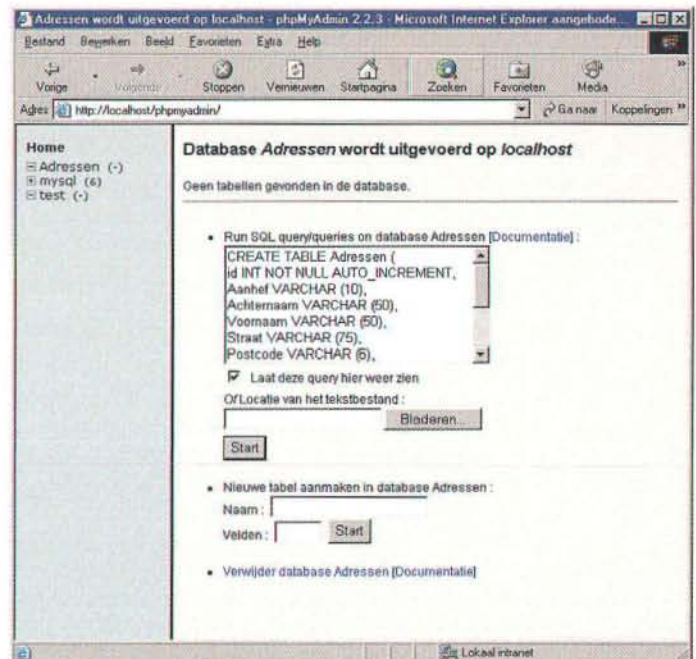 Adressen wordt uitgevoerd op localhost - phpMyAdmin 2.2.3 - Microsoft Internet Explorer aangebode...
Bestand Bewerken Beeld Favorieten Extra Help
Vorige Volgende Stoppen Vernieuwen Startpagina Zoeken Favorieten Media
Adres http://localhost/phpmyadmin/ Ga naar Koppelingen
Home
Adressen (-)
mysql (6)
test (-)
Database Adressen wordt uitgevoerd op localhost
Geen tabellen gevonden in de database.
Run SQL query/queries on database Adressen [Documentatie] :
CREATE TABLE Adressen (
id INT NOT NULL AUTO_INCREMENT,
Aanhef VARCHAR (10),
Achternaam VARCHAR (50),
Voornaam VARCHAR (50),
Straat VARCHAR (75),
Postcode VARCHAR (6),
Laat deze query hier weer zien
Of Locatie van het tekstbestand :
Bladeren...
Start
Nieuwe tabel aanmaken in database Adressen :
Naam :
Velden : Start
Verwijder database Adressen [Documentatie]
Lokaal intranet